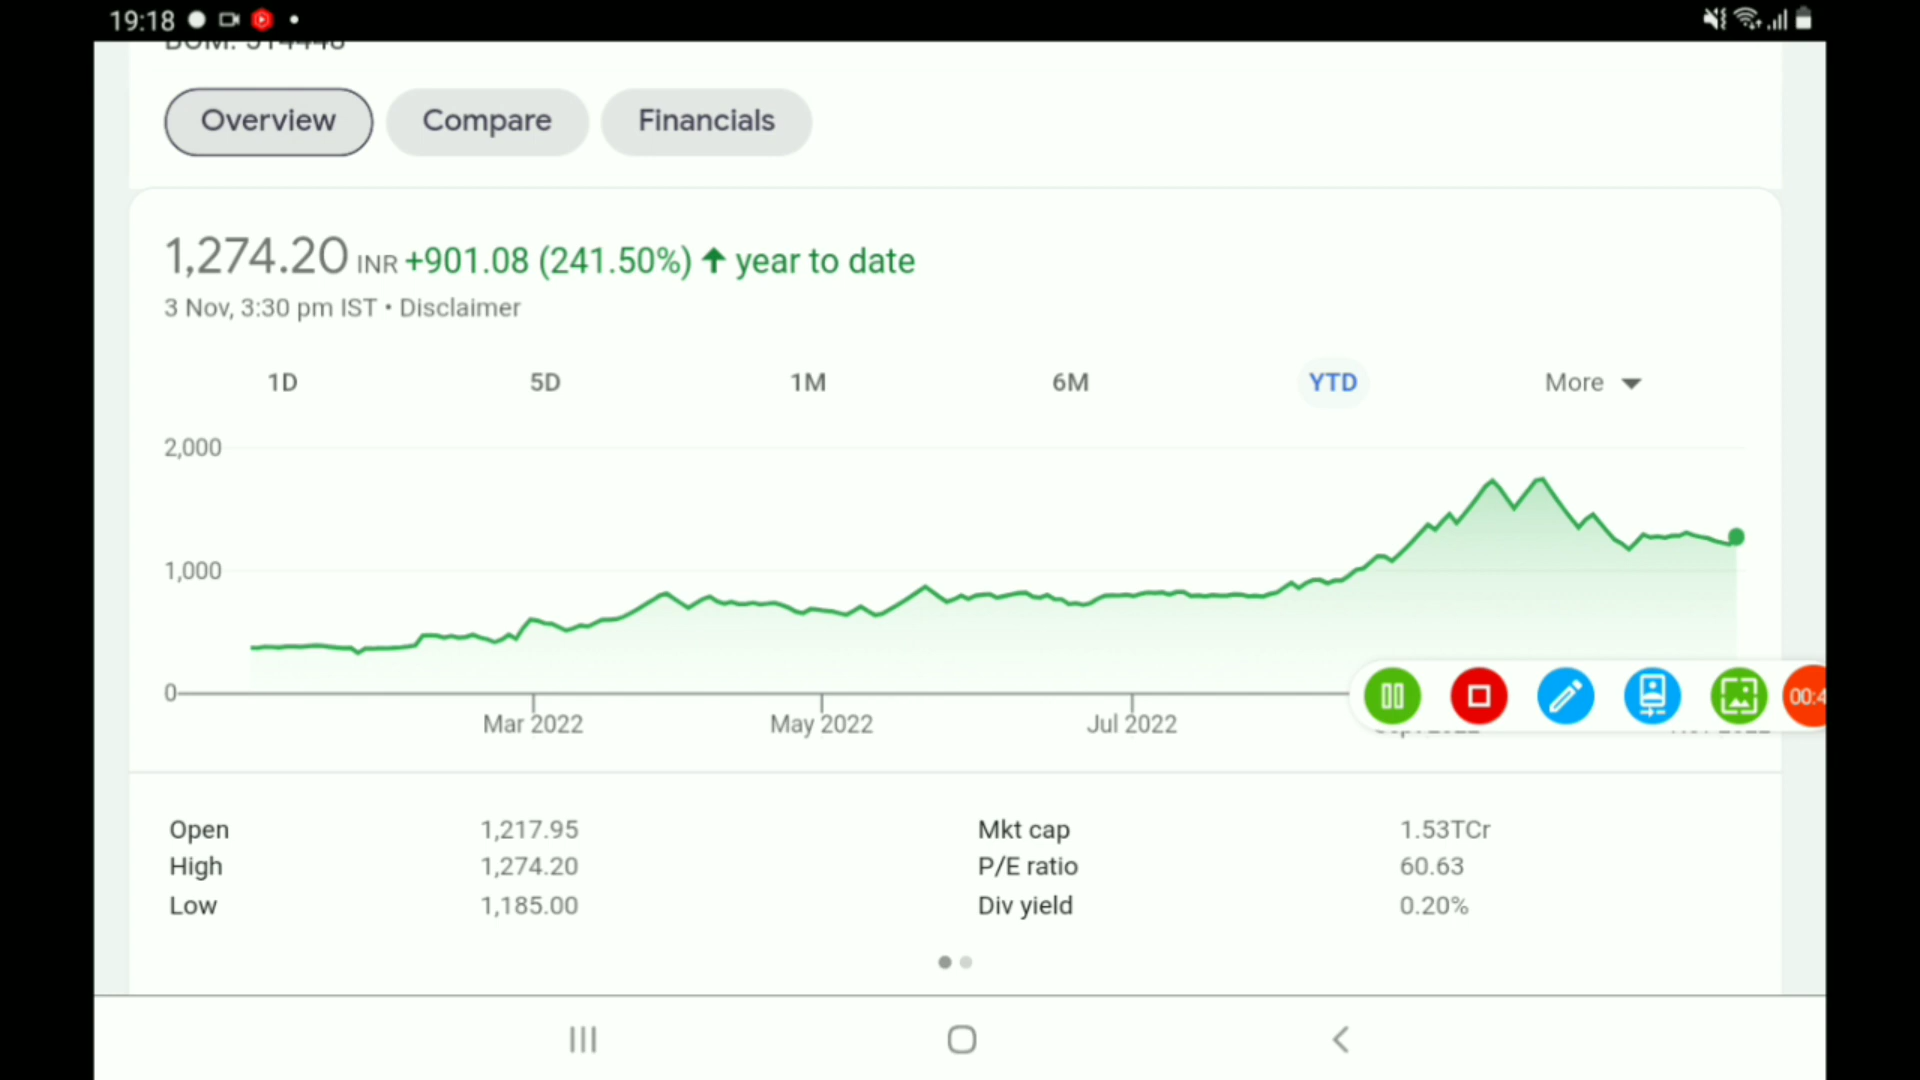 19:18
Overview Compare Financials
1,274.20 INR +901.08 (241.50%) ↑ year to date
3 Nov, 3:30 pm IST • Disclaimer
1D 5D 1M 6M YTD More
2,000
1,000
0
Mar 2022 May 2022 Jul 2022
00:4
Open 1,217.95 Mkt cap 1.53TCr
High 1,274.20 P/E ratio 60.63
Low 1,185.00 Div yield 0.20%